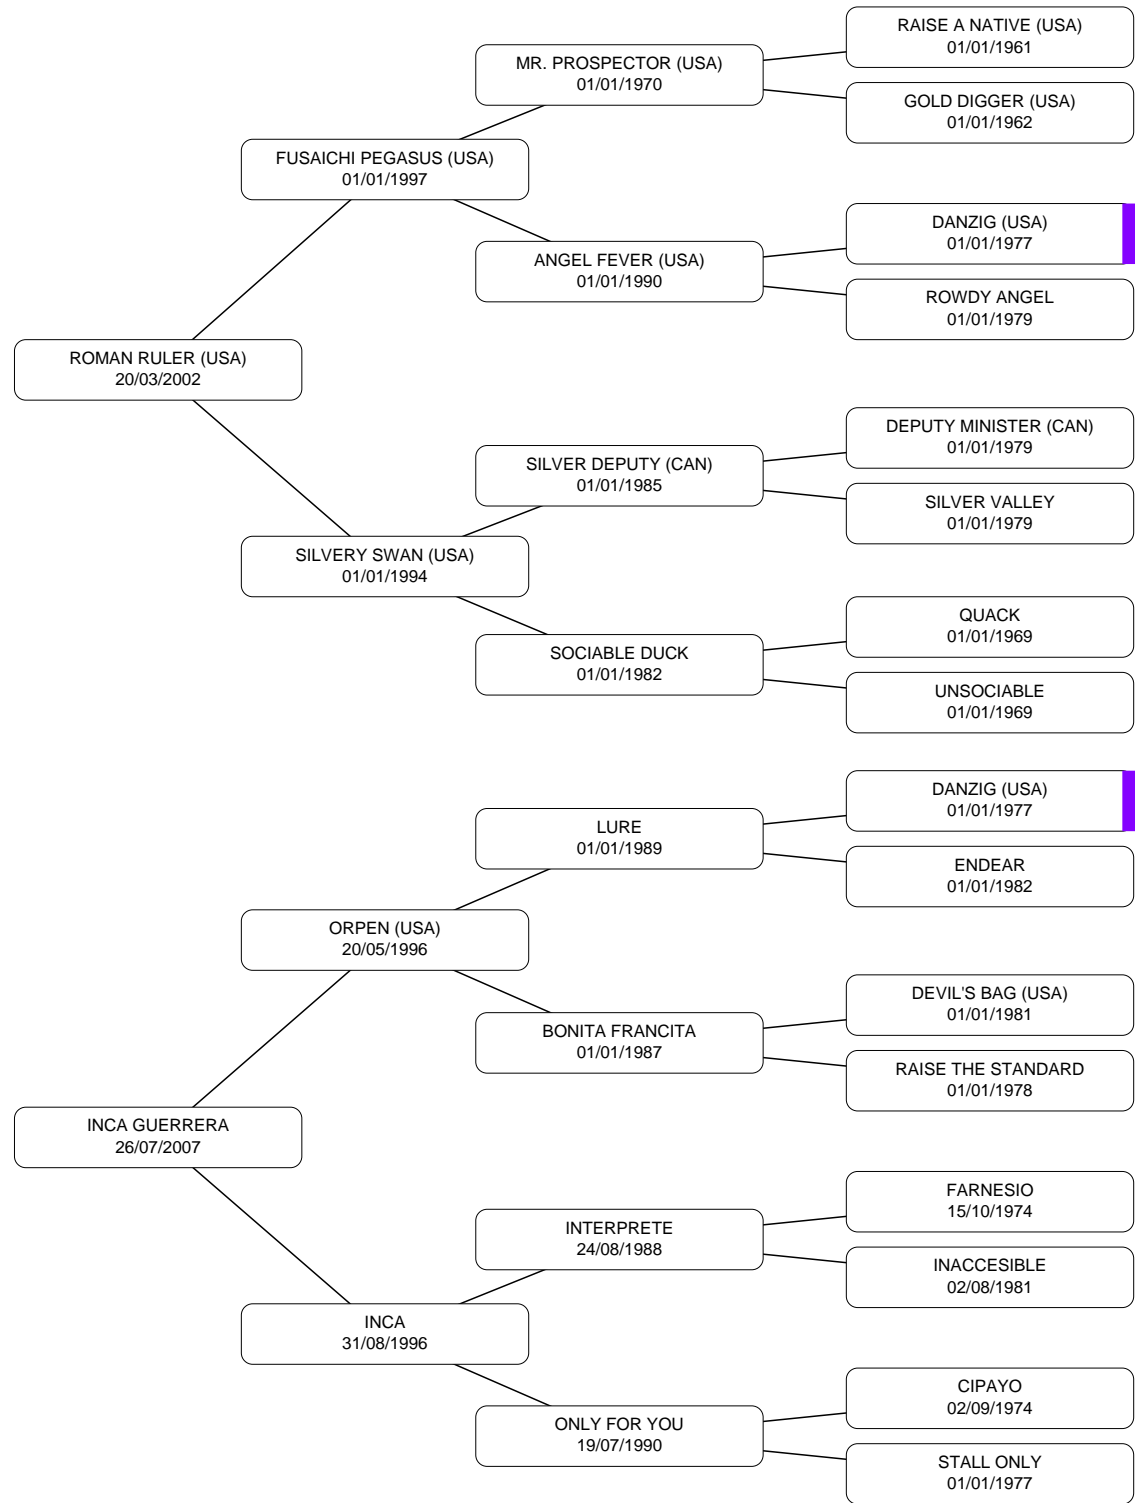 RAISE A NATIVE (USA)
01/01/1961
MR. PROSPECTOR (USA)
01/01/1970
GOLD DIGGER (USA)
01/01/1962
FUSAICHI PEGASUS (USA)
01/01/1997
DANZIG (USA)
01/01/1977
ANGEL FEVER (USA)
01/01/1990
ROWDY ANGEL
01/01/1979
ROMAN RULER (USA)
20/03/2002
DEPUTY MINISTER (CAN)
01/01/1979
SILVER DEPUTY (CAN)
01/01/1985
SILVER VALLEY
01/01/1979
SILVERY SWAN (USA)
01/01/1994
QUACK
01/01/1969
SOCIABLE DUCK
01/01/1982
UNSOCIABLE
01/01/1969
DANZIG (USA)
01/01/1977
LURE
01/01/1989
ENDEAR
01/01/1982
ORPEN (USA)
20/05/1996
DEVIL'S BAG (USA)
01/01/1981
BONITA FRANCITA
01/01/1987
RAISE THE STANDARD
01/01/1978
INCA GUERRERA
26/07/2007
FARNESIO
15/10/1974
INTERPRETE
24/08/1988
INACCESIBLE
02/08/1981
INCA
31/08/1996
CIPAYO
02/09/1974
ONLY FOR YOU
19/07/1990
STALL ONLY
01/01/1977